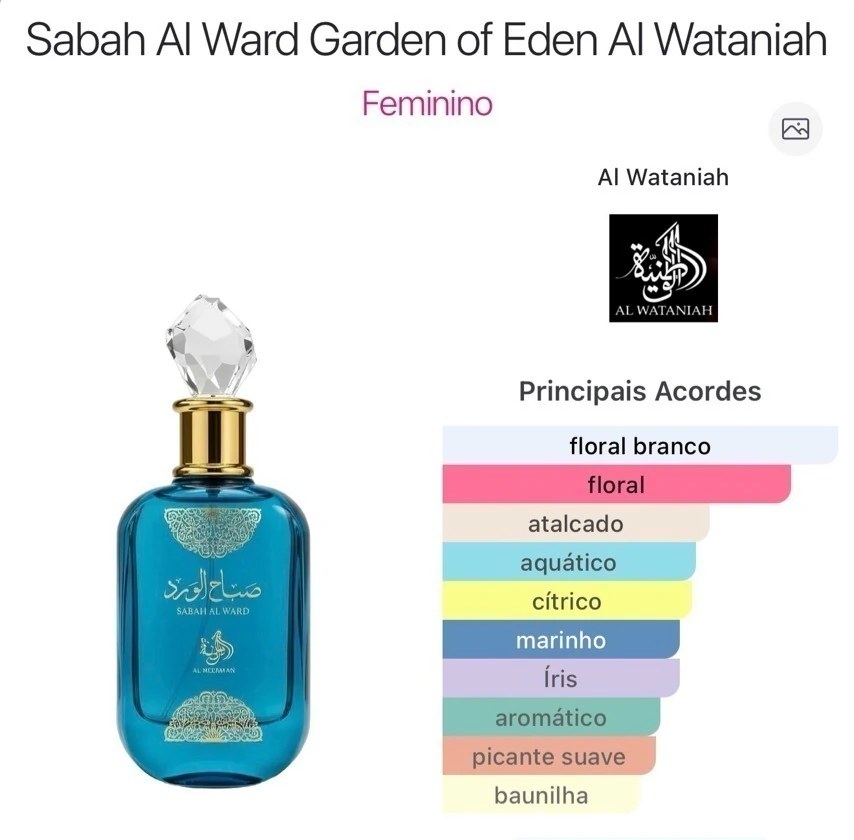 Sabah Al Ward Garden of Eden Al Wataniah
Feminino
Al Wataniah
الوطنية
AL WATANIAH
Principais Acordes
floral branco
floral
atalcado
aquático
cítrico
marinho
Íris
aromático
picante suave
baunilha
صباح الورد
SABAH AL WARD